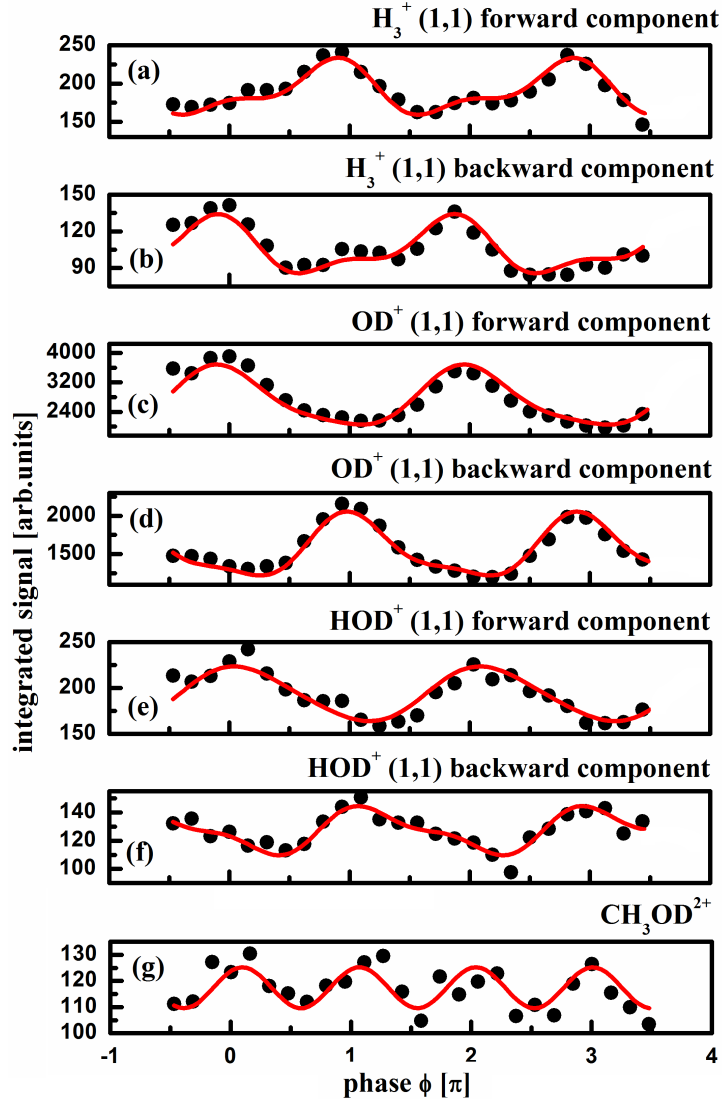 H₃⁺ (1,1) forward component
(a)
250
200
150
H₃⁺ (1,1) backward component
(b)
150
120
90
OD⁺ (1,1) forward component
(c)
4000
3200
2400
OD⁺ (1,1) backward component
(d)
2000
1500
HOD⁺ (1,1) forward component
(e)
250
200
150
HOD⁺ (1,1) backward component
(f)
140
120
100
CH₃OD²⁺
(g)
130
120
110
100
-1 0 1 2 3 4
phase ϕ [π]
integrated signal [arb.units]